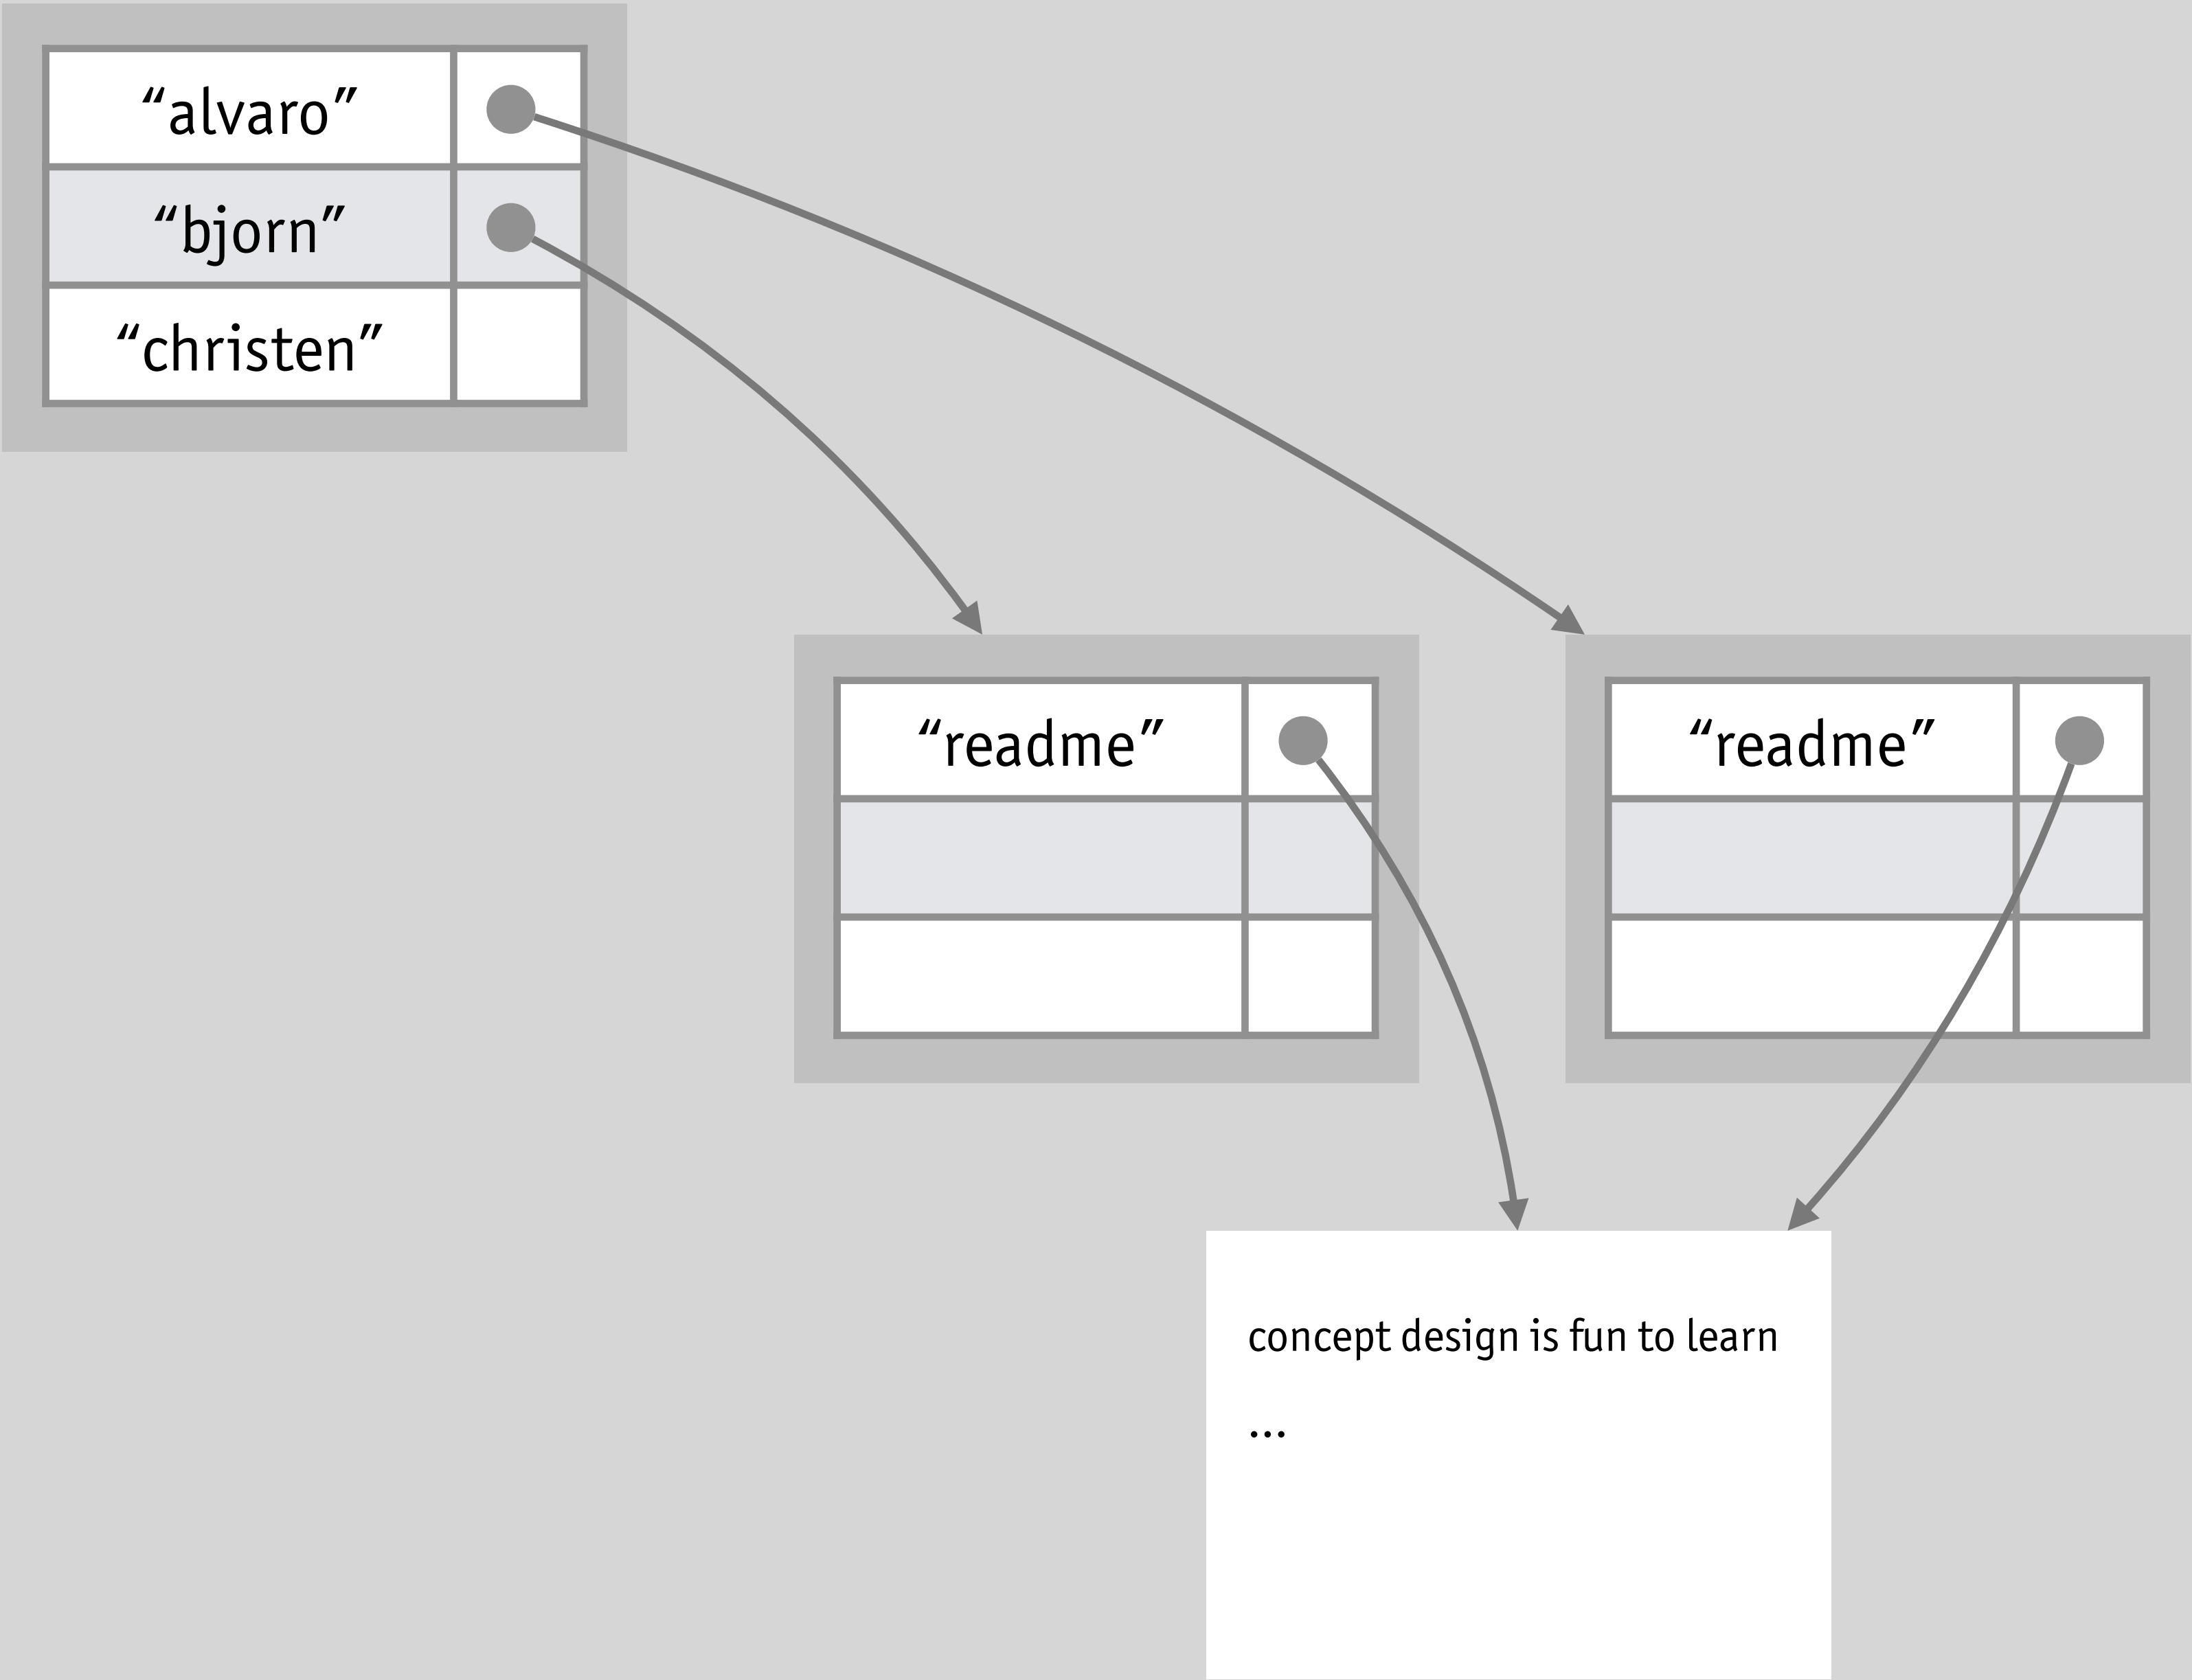 “alvaro”
“bjorn”
“christen”
“readme”
“readme”
concept design is fun to learn
...